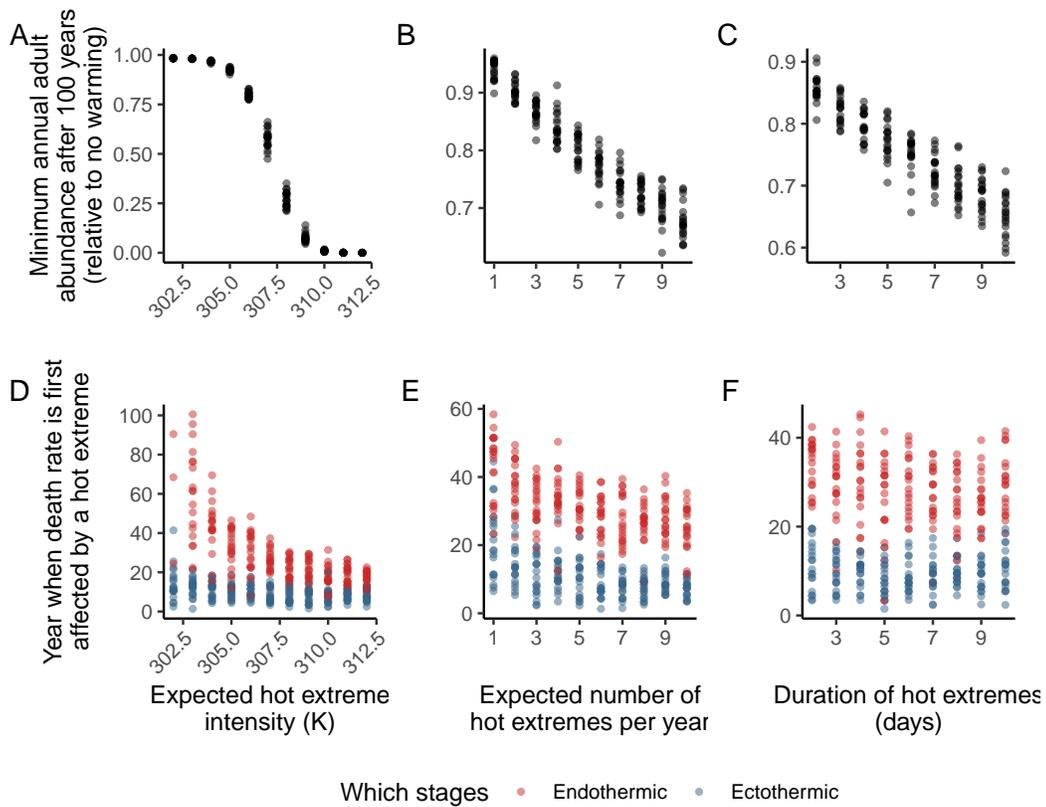 A
B
C
Minimum annual adult
abundance after 100 years
(relative to no warming)
1.00
0.75
0.50
0.25
0.00
302.5
305.0
307.5
310.0
312.5
0.9
0.8
0.7
1
3
5
7
9
0.9
0.8
0.7
0.6
3
5
7
9
D
E
F
Year when death rate is first
affected by a hot extreme
100
80
60
40
20
0
302.5
305.0
307.5
310.0
312.5
Expected hot extreme
intensity (K)
60
40
20
0
1
3
5
7
9
Expected number of
hot extremes per year
40
20
0
3
5
7
9
Duration of hot extremes
(days)
Which stages
Endothermic
Ectothermic